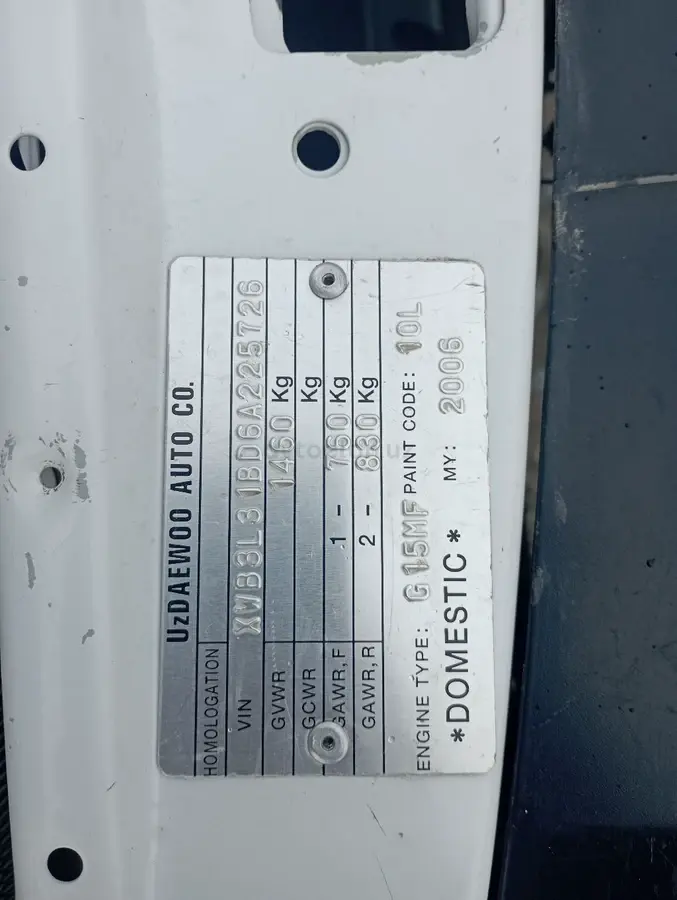 UzDAEWOO AUTO CO.
HOMOLOGATION
VIN XWB3L31BD6A225726
GVWR 1460 Kg
GCWR Kg
GAWR, F 1 - 760 Kg
GAWR, R 2 - 830 Kg
ENGINE TYPE: G15MF PAINT CODE: 10L
*DOMESTIC* MY: 2006